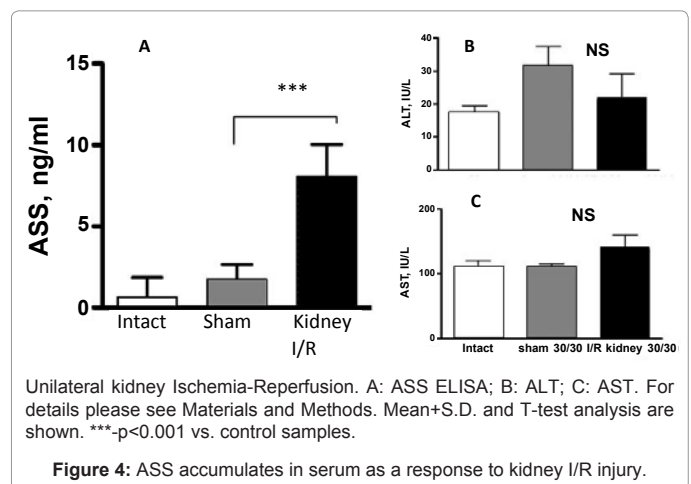 A
***
15
10
5
0
ASS, ng/ml
Intact Sham Kidney
I/R
B
NS
40
30
20
10
0
ALT, IU/L
C
NS
200
100
0
AST, IU/L
Intact sham 30/30 I/R kidney 30/30
Unilateral kidney Ischemia-Reperfusion. A: ASS ELISA; B: ALT; C: AST. For
details please see Materials and Methods. Mean+S.D. and T-test analysis are
shown. ***-p<0.001 vs. control samples.
Figure 4: ASS accumulates in serum as a response to kidney I/R injury.